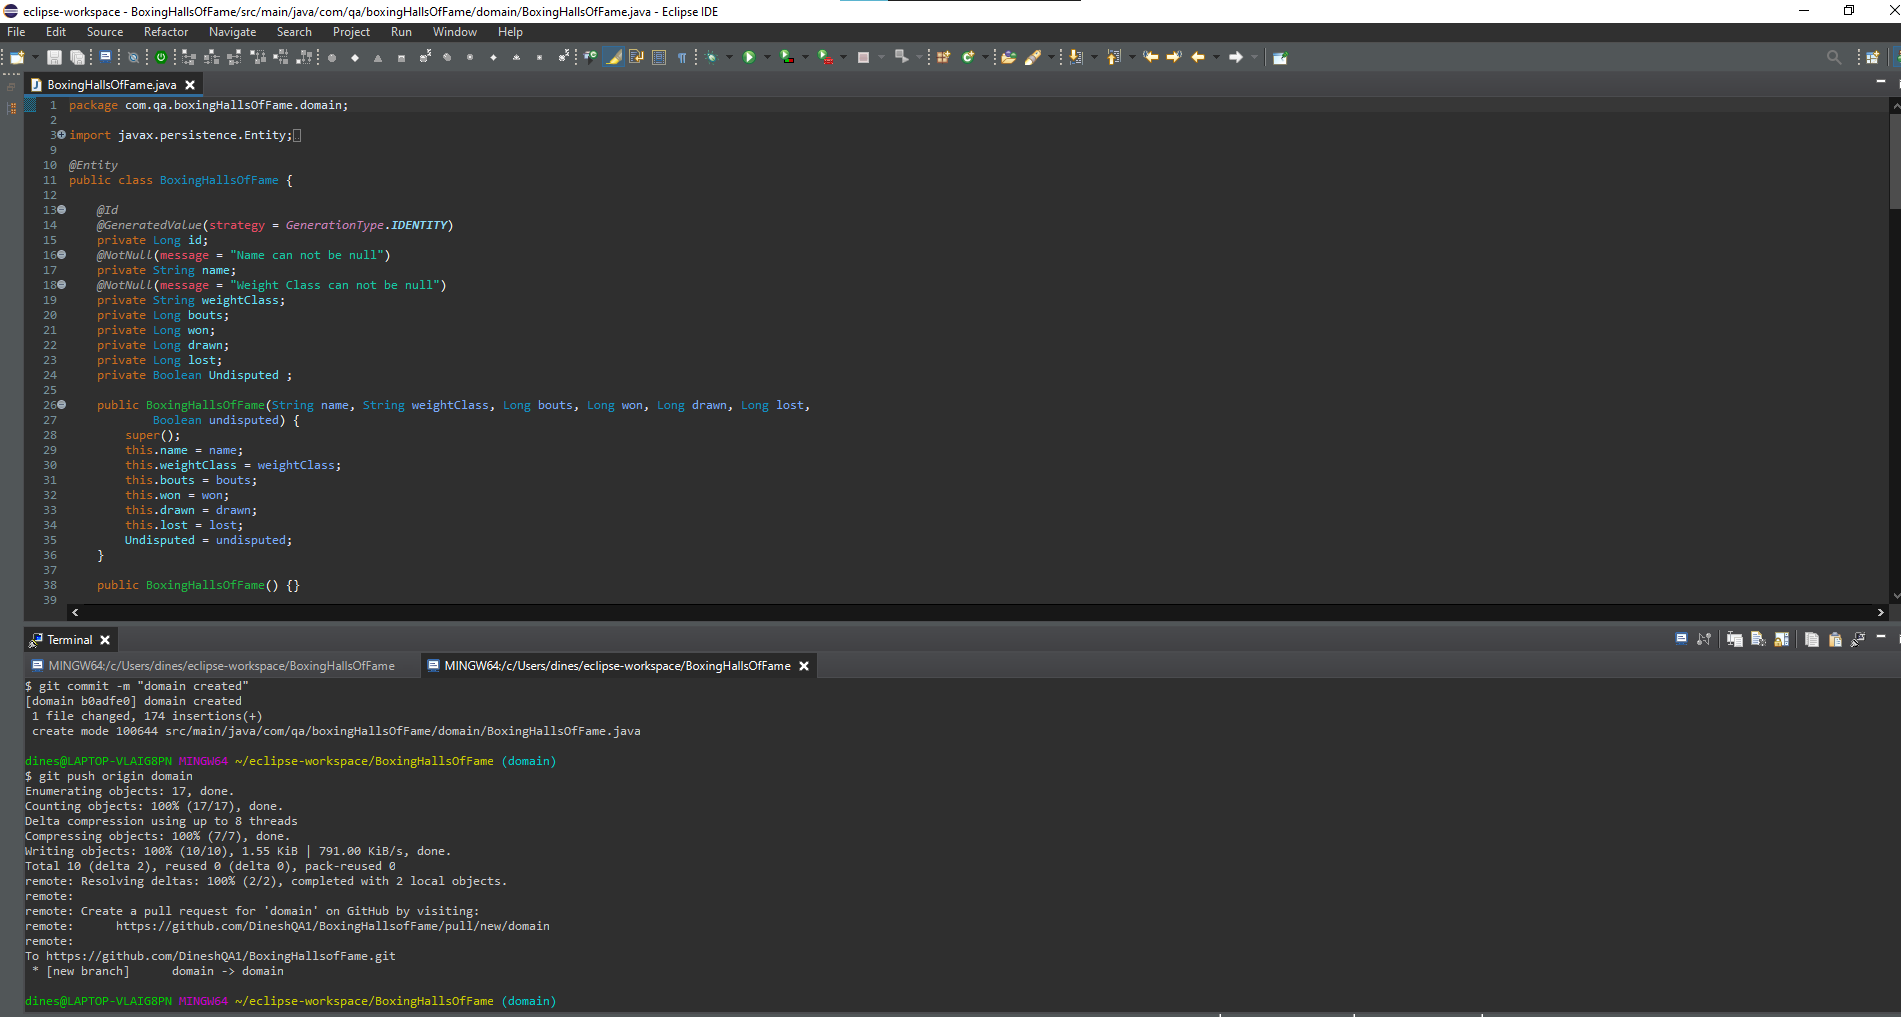 eclipse-workspace - BoxingHallsOfFame/src/main/java/com/qa/boxingHallsOfFame/domain/BoxingHallsOfFame.java - Eclipse IDE
File Edit Source Refactor Navigate Search Project Run Window Help
BoxingHallsOfFame.java
1 package com.qa.boxingHallsOfFame.domain;
2
3 import javax.persistence.Entity;
9
10 @Entity
11 public class BoxingHallsOfFame {
12
13 @Id
14 @GeneratedValue(strategy = GenerationType.IDENTITY)
15 private Long id;
16 @NotNull(message = "Name can not be null")
17 private String name;
18 @NotNull(message = "Weight Class can not be null")
19 private String weightClass;
20 private Long bouts;
21 private Long won;
22 private Long drawn;
23 private Long lost;
24 private Boolean Undisputed ;
25
26 public BoxingHallsOfFame(String name, String weightClass, Long bouts, Long won, Long drawn, Long lost,
27 Boolean undisputed) {
28 super();
29 this.name = name;
30 this.weightClass = weightClass;
31 this.bouts = bouts;
32 this.won = won;
33 this.drawn = drawn;
34 this.lost = lost;
35 Undisputed = undisputed;
36 }
37
38 public BoxingHallsOfFame() {}
39
Terminal
MINGW64:/c/Users/dines/eclipse-workspace/BoxingHallsOfFame MINGW64:/c/Users/dines/eclipse-workspace/BoxingHallsOfFame
$ git commit -m "domain created"
[domain b0adfe0] domain created
1 file changed, 174 insertions(+)
create mode 100644 src/main/java/com/qa/boxingHallsOfFame/domain/BoxingHallsOfFame.java
dines@LAPTOP-VLAIG8PN MINGW64 ~/eclipse-workspace/BoxingHallsOfFame (domain)
$ git push origin domain
Enumerating objects: 17, done.
Counting objects: 100% (17/17), done.
Delta compression using up to 8 threads
Compressing objects: 100% (7/7), done.
Writing objects: 100% (10/10), 1.55 KiB | 791.00 KiB/s, done.
Total 10 (delta 2), reused 0 (delta 0), pack-reused 0
remote: Resolving deltas: 100% (2/2), completed with 2 local objects.
remote:
remote: Create a pull request for 'domain' on GitHub by visiting:
remote: https://github.com/DineshQA1/BoxingHallsofFame/pull/new/domain
remote:
To https://github.com/DineshQA1/BoxingHallsofFame.git
* [new branch] domain -> domain
dines@LAPTOP-VLAIG8PN MINGW64 ~/eclipse-workspace/BoxingHallsOfFame (domain)